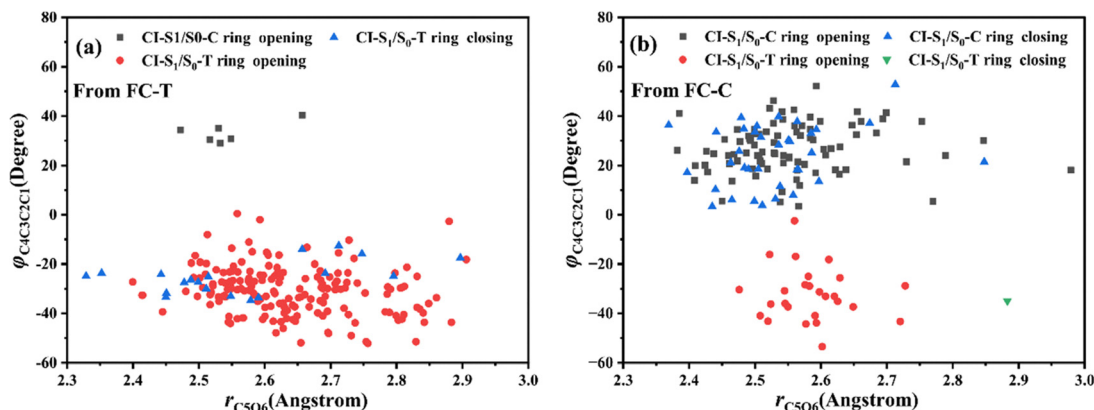 (a)
CI-S1/S0-C ring opening
CI-S₁/S₀-T ring closing
CI-S₁/S₀-T ring opening
From FC-T
φC4C3C2C1(Degree)
80
60
40
20
0
-20
-40
-60
2.3 2.4 2.5 2.6 2.7 2.8 2.9 3.0
rC5O6(Angstrom)
(b)
CI-S₁/S₀-C ring opening
CI-S₁/S₀-C ring closing
CI-S₁/S₀-T ring opening
CI-S₁/S₀-T ring closing
From FC-C
φC4C3C2C1(Degree)
80
60
40
20
0
−20
−40
−60
2.3 2.4 2.5 2.6 2.7 2.8 2.9 3.0
rC5O6(Angstrom)